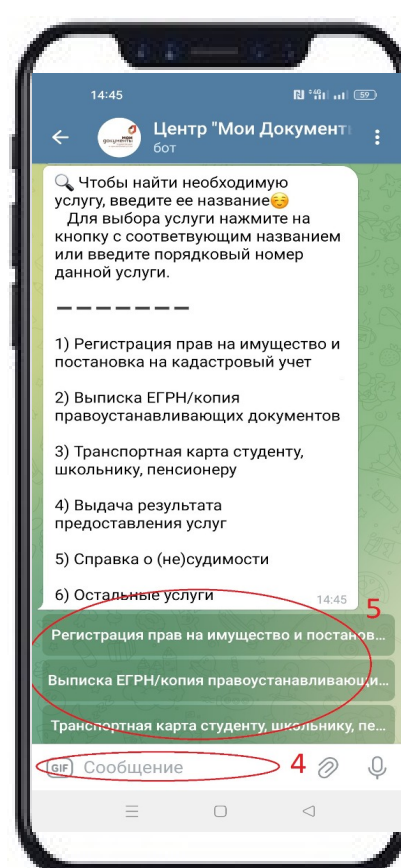 14:45
59
Центр "Мои Документ
бот
мои
документы
🔍 Чтобы найти необходимую
услугу, введите ее название😌
Для выбора услуги нажмите на
кнопку с соответвующим названием
или введите порядковый номер
данной услуги.
— — — — — — —
1) Регистрация прав на имущество и
постановка на кадастровый учет
2) Выписка ЕГРН/копия
правоустанавливающих документов
3) Транспортная карта студенту,
школьнику, пенсионеру
4) Выдача результата
предоставления услуг
5) Справка о (не)судимости
6) Остальные услуги
14:45
5
Регистрация прав на имущество и постанов...
Выписка ЕГРН/копия правоустанавливающи...
Транспортная карта студенту, школьнику, пе...
GIF Сообщение
4